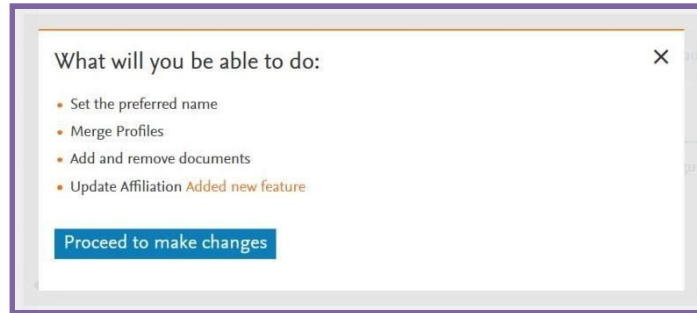 What will you be able to do:
Set the preferred name
Merge Profiles
Add and remove documents
Update Affiliation Added new feature
Proceed to make changes